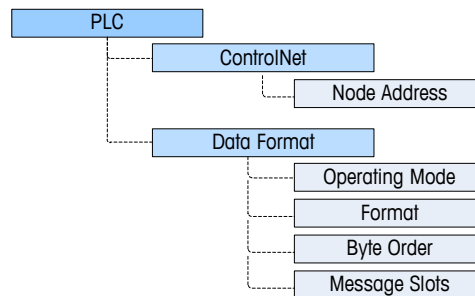 PLC
ControlNet
Node Address
Data Format
Operating Mode
Format
Byte Order
Message Slots